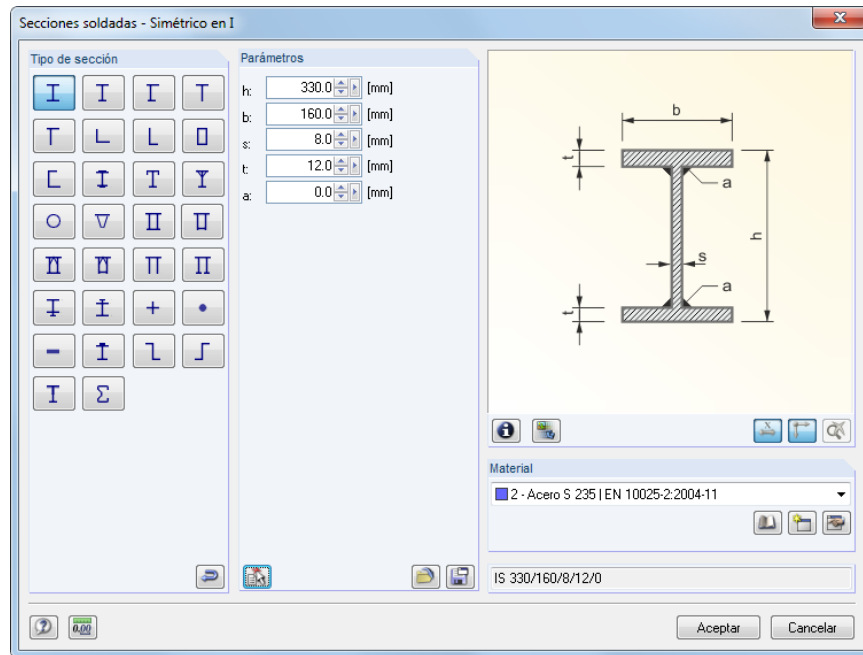 Secciones soldadas - Simétrico en I
Tipo de sección
Parámetros
h: 330.0 [mm]
b: 160.0 [mm]
s: 8.0 [mm]
t: 12.0 [mm]
a: 0.0 [mm]
b
t
a
h
s
a
t
Material
2 - Acero S 235 | EN 10025-2:2004-11
IS 330/160/8/12/0
0.00
Aceptar
Cancelar